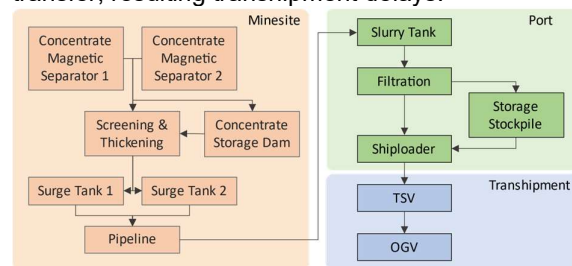 transfer, resulting transhipment delays.
Minesite
Concentrate
Magnetic
Separator 1
Concentrate
Magnetic
Separator 2
Screening &
Thickening
Concentrate
Storage Dam
Surge Tank 1
Surge Tank 2
Pipeline
Port
Slurry Tank
Filtration
Storage
Stockpile
Shiploader
Transhipment
TSV
OGV